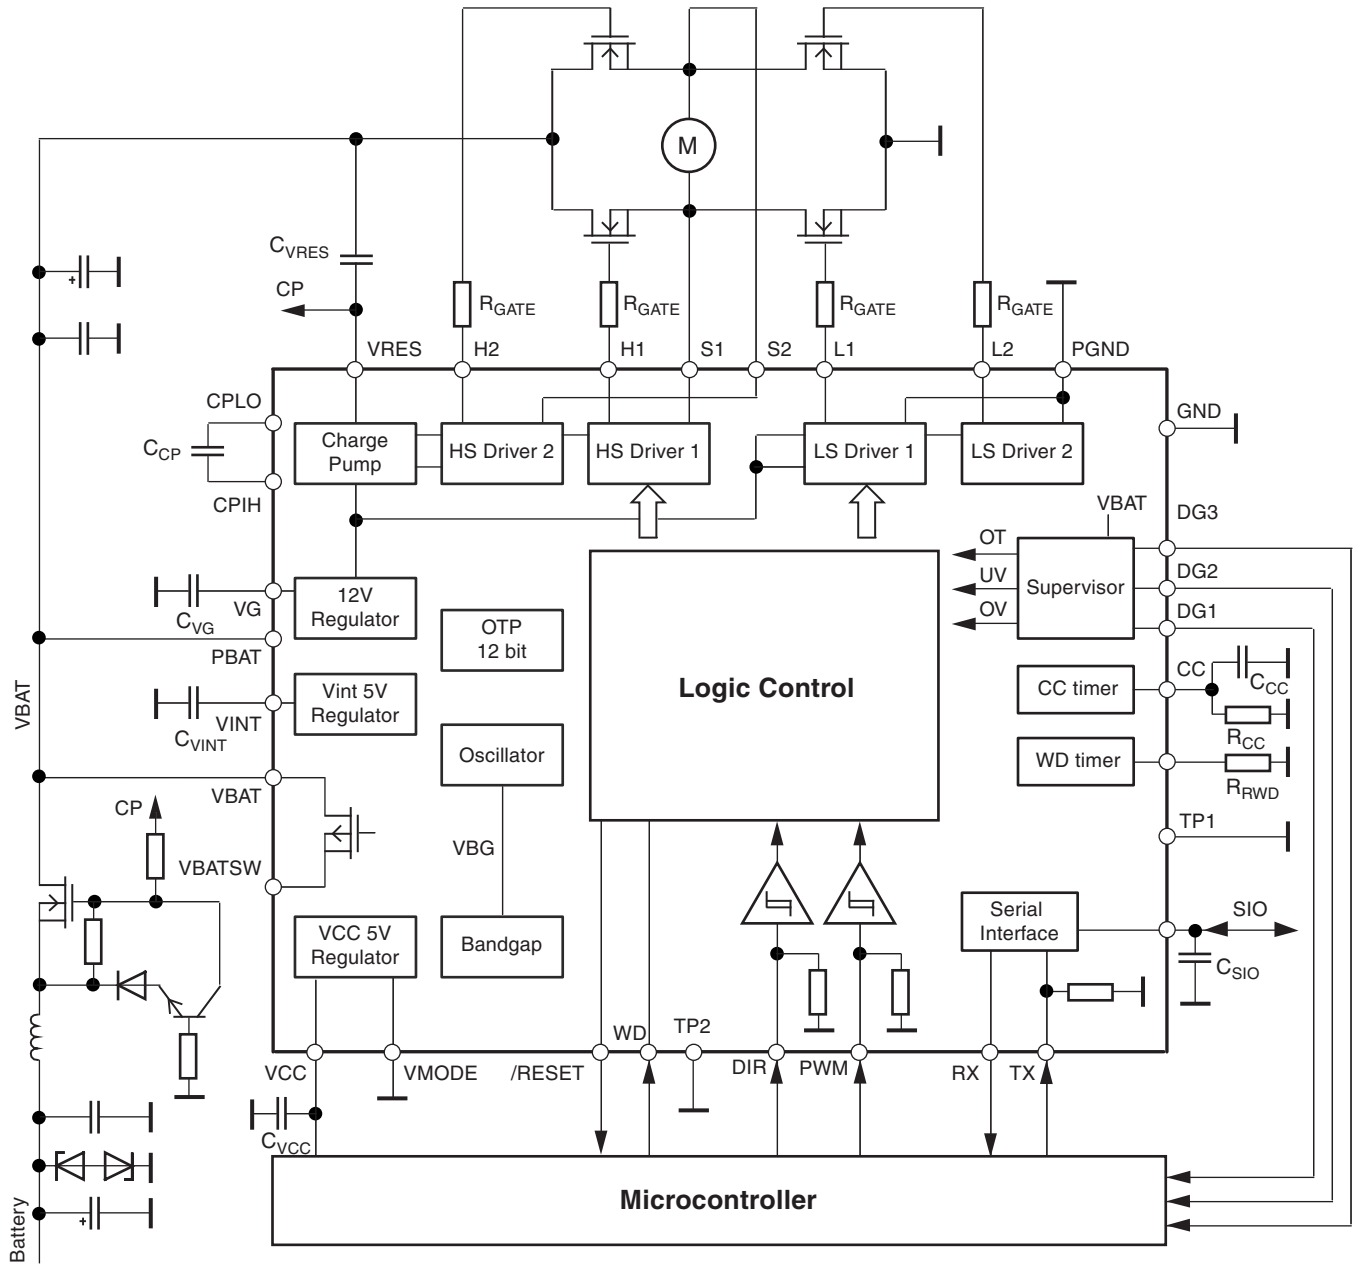 M
CVRES
CP
RGATE
RGATE
RGATE
RGATE
VRES
H2
H1
S1
S2
L1
L2
PGND
CPLO
GND
CCP
Charge
Pump
HS Driver 2
HS Driver 1
LS Driver 1
LS Driver 2
CPIH
VBAT
DG3
OT
UV
OV
Supervisor
DG2
DG1
VG
CVG
12V
Regulator
OTP
12 bit
PBAT
Logic Control
CC timer
CC
CCC
RCC
VBAT
VINT
CVINT
Vint 5V
Regulator
Oscillator
WD timer
RRWD
VBAT
CP
VBG
TP1
VBATSW
VCC 5V
Regulator
Bandgap
Serial
Interface
SIO
CSIO
VCC
VMODE
/RESET
WD
TP2
DIR
PWM
RX
TX
CVCC
Microcontroller
Battery
+
+